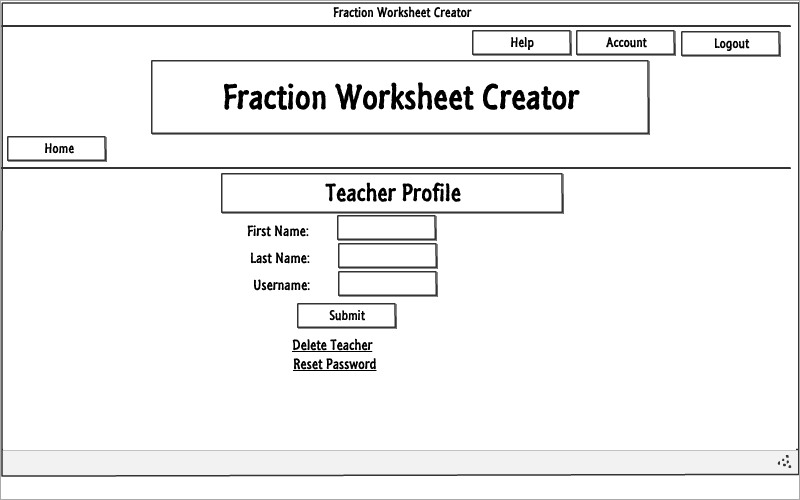 Fraction Worksheet Creator
Help Account Logout
Fraction Worksheet Creator
Home
Teacher Profile
First Name:
Last Name:
Username:
Submit
Delete Teacher
Reset Password